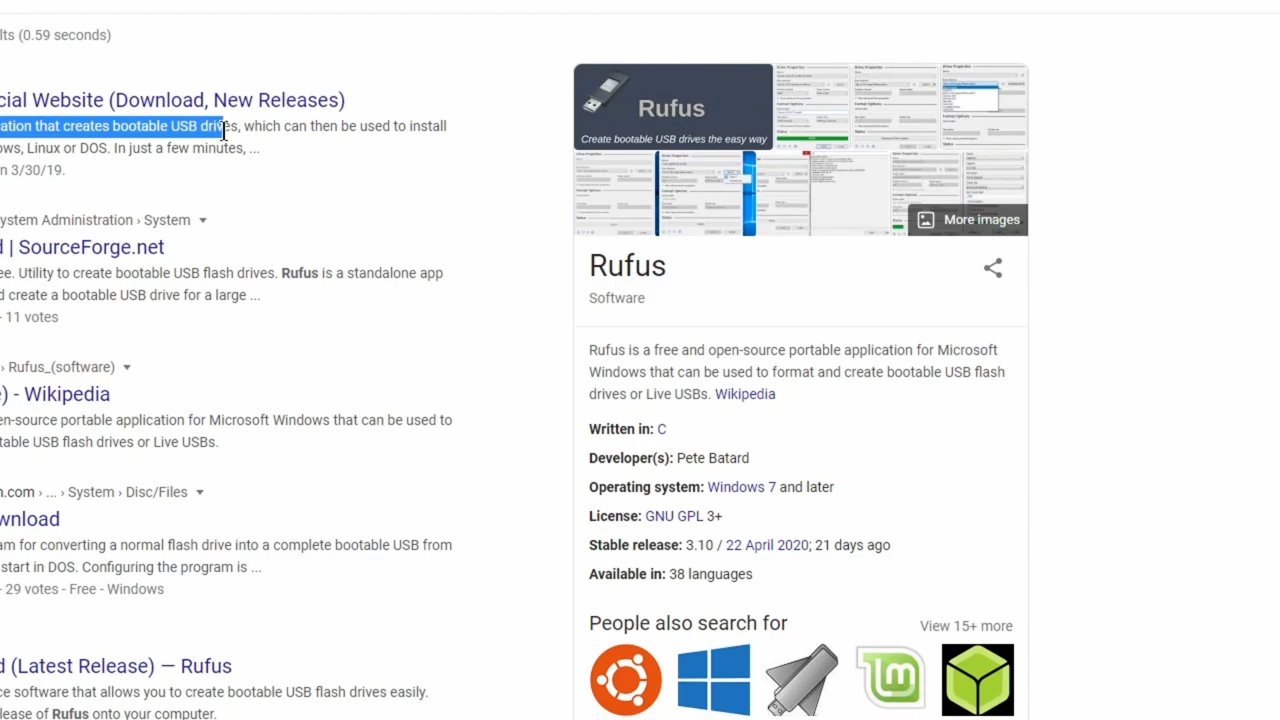 lts (0.59 seconds)
cial Website (Download, New Releases)
ation that creates bootable USB drives, which can then be used to install
ows, Linux or DOS. In just a few minutes, ...
n 3/30/19.
ystem Administration › System
d | SourceForge.net
ee. Utility to create bootable USB flash drives. Rufus is a standalone app
d create a bootable USB drive for a large ...
- 11 votes
› Rufus_(software)
e) - Wikipedia
en-source portable application for Microsoft Windows that can be used to
table USB flash drives or Live USBs.
n.com › ... › System › Disc/Files
wnload
am for converting a normal flash drive into a complete bootable USB from
start in DOS. Configuring the program is ...
- 29 votes - Free - Windows
d (Latest Release) — Rufus
ce software that allows you to create bootable USB flash drives easily.
lease of Rufus onto your computer.
Rufus
Create bootable USB drives the easy way
More images
Rufus
Software
Rufus is a free and open-source portable application for Microsoft
Windows that can be used to format and create bootable USB flash
drives or Live USBs. Wikipedia
Written in: C
Developer(s): Pete Batard
Operating system: Windows 7 and later
License: GNU GPL 3+
Stable release: 3.10 / 22 April 2020; 21 days ago
Available in: 38 languages
People also search for
View 15+ more